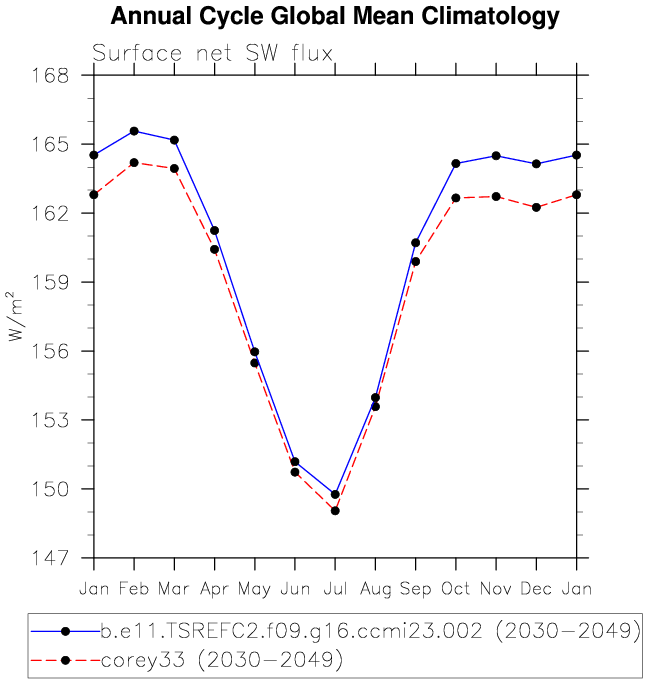 Annual Cycle Global Mean Climatology
Surface net SW flux
168
165
162
159
156
153
150
147
W/m²
Jan Feb Mar Apr May Jun Jul Aug Sep Oct Nov Dec Jan
b.e11.TSREFC2.f09.g16.ccmi23.002 (2030-2049)
corey33 (2030-2049)